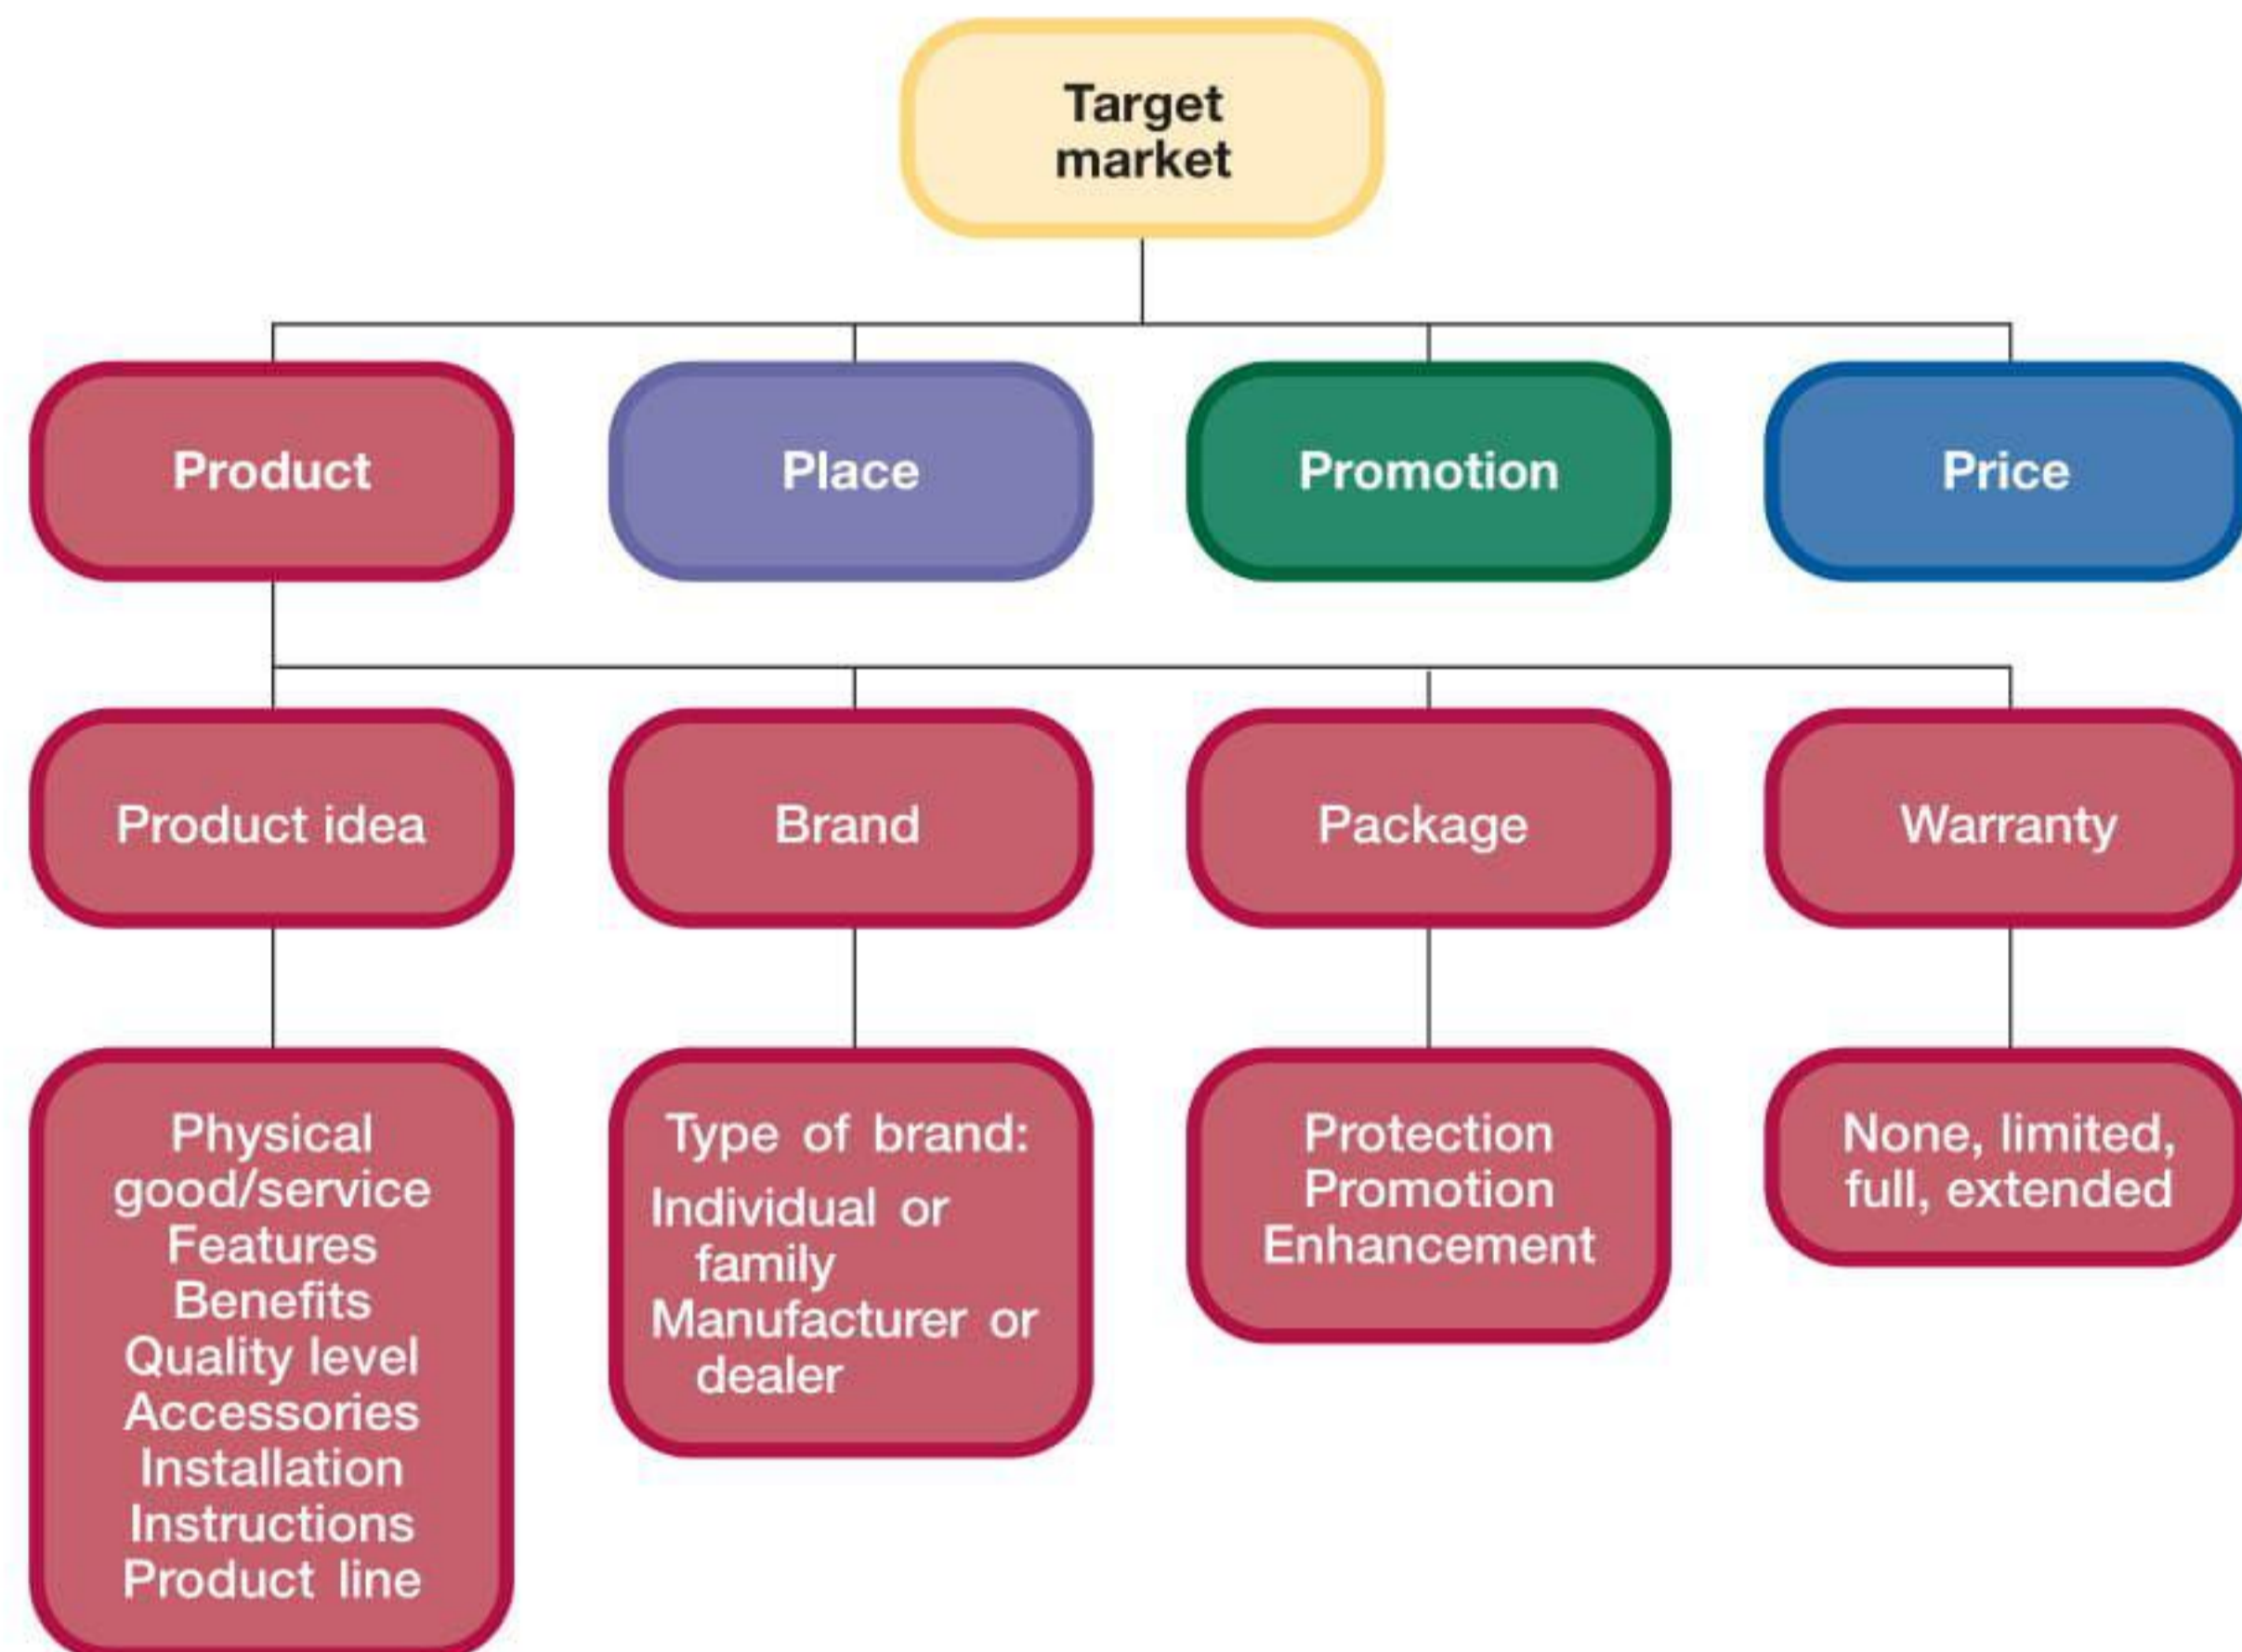 Target
market
Product
Place
Promotion
Price
Product idea
Brand
Package
Warranty
Physical
good/service
Features
Benefits
Quality level
Accessories
Installation
Instructions
Product line
Type of brand:
Individual or
family
Manufacturer or
dealer
Protection
Promotion
Enhancement
None, limited,
full, extended